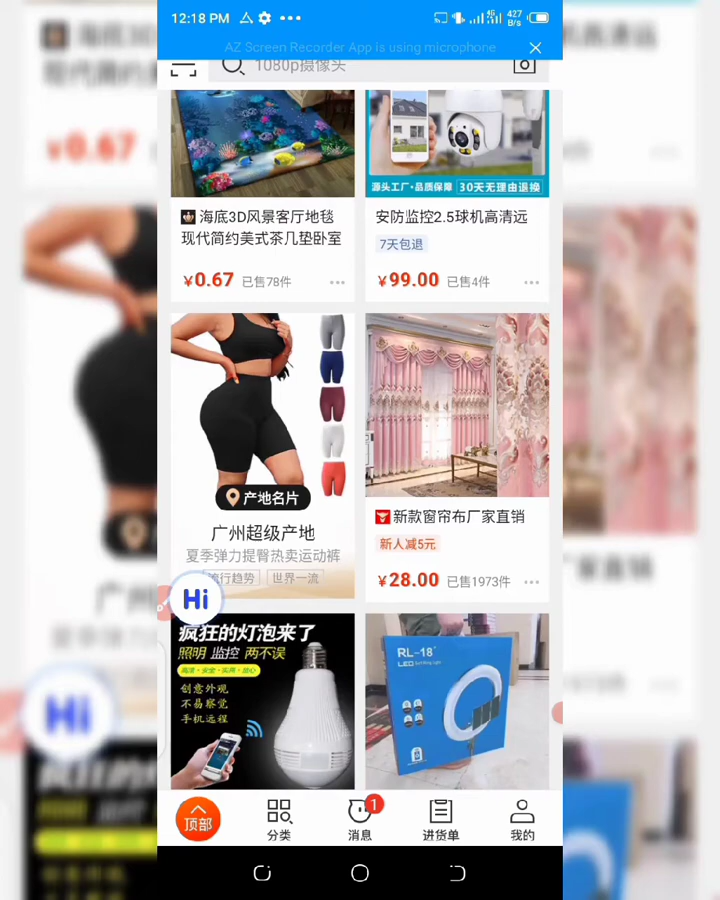 12:18 PM
427 B/s
AZ Screen Recorder App is using microphone
1080p摄像头
源头工厂·品质保障 30天无理由退换
海底3D风景客厅地毯
现代简约美式茶几垫卧室
¥0.67 已售78件
安防监控2.5球机高清远
7天包退
¥99.00 已售4件
产地名片
广州超级产地
夏季弹力提臀热卖运动裤
流行趋势 世界一流
新款窗帘布厂家直销
新人减5元
¥28.00 已售1973件
Hi
疯狂的灯泡来了
照明 监控 两不误
创意外观
不易察觉
手机远程
RL-18"
LED
顶部
分类
1
消息
进货单
我的